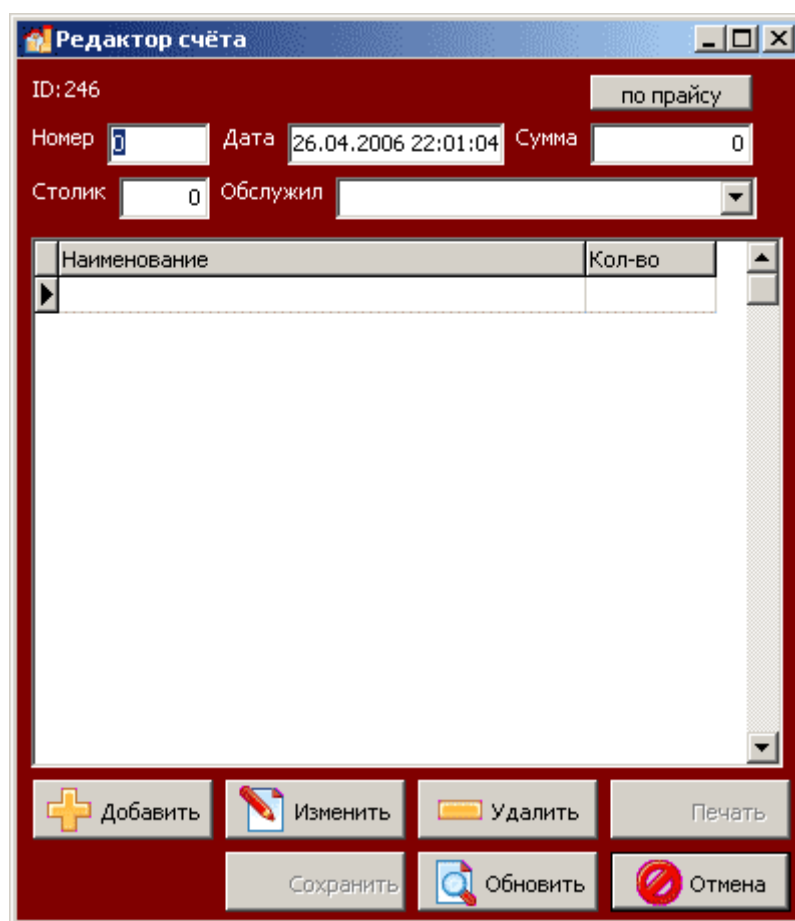 Редактор счёта
ID:246 по прайсу
Номер 0 Дата 26.04.2006 22:01:04 Сумма 0
Столик 0 Обслужил
Наименование Кол-во
Добавить Изменить Удалить Печать
Сохранить Обновить Отмена